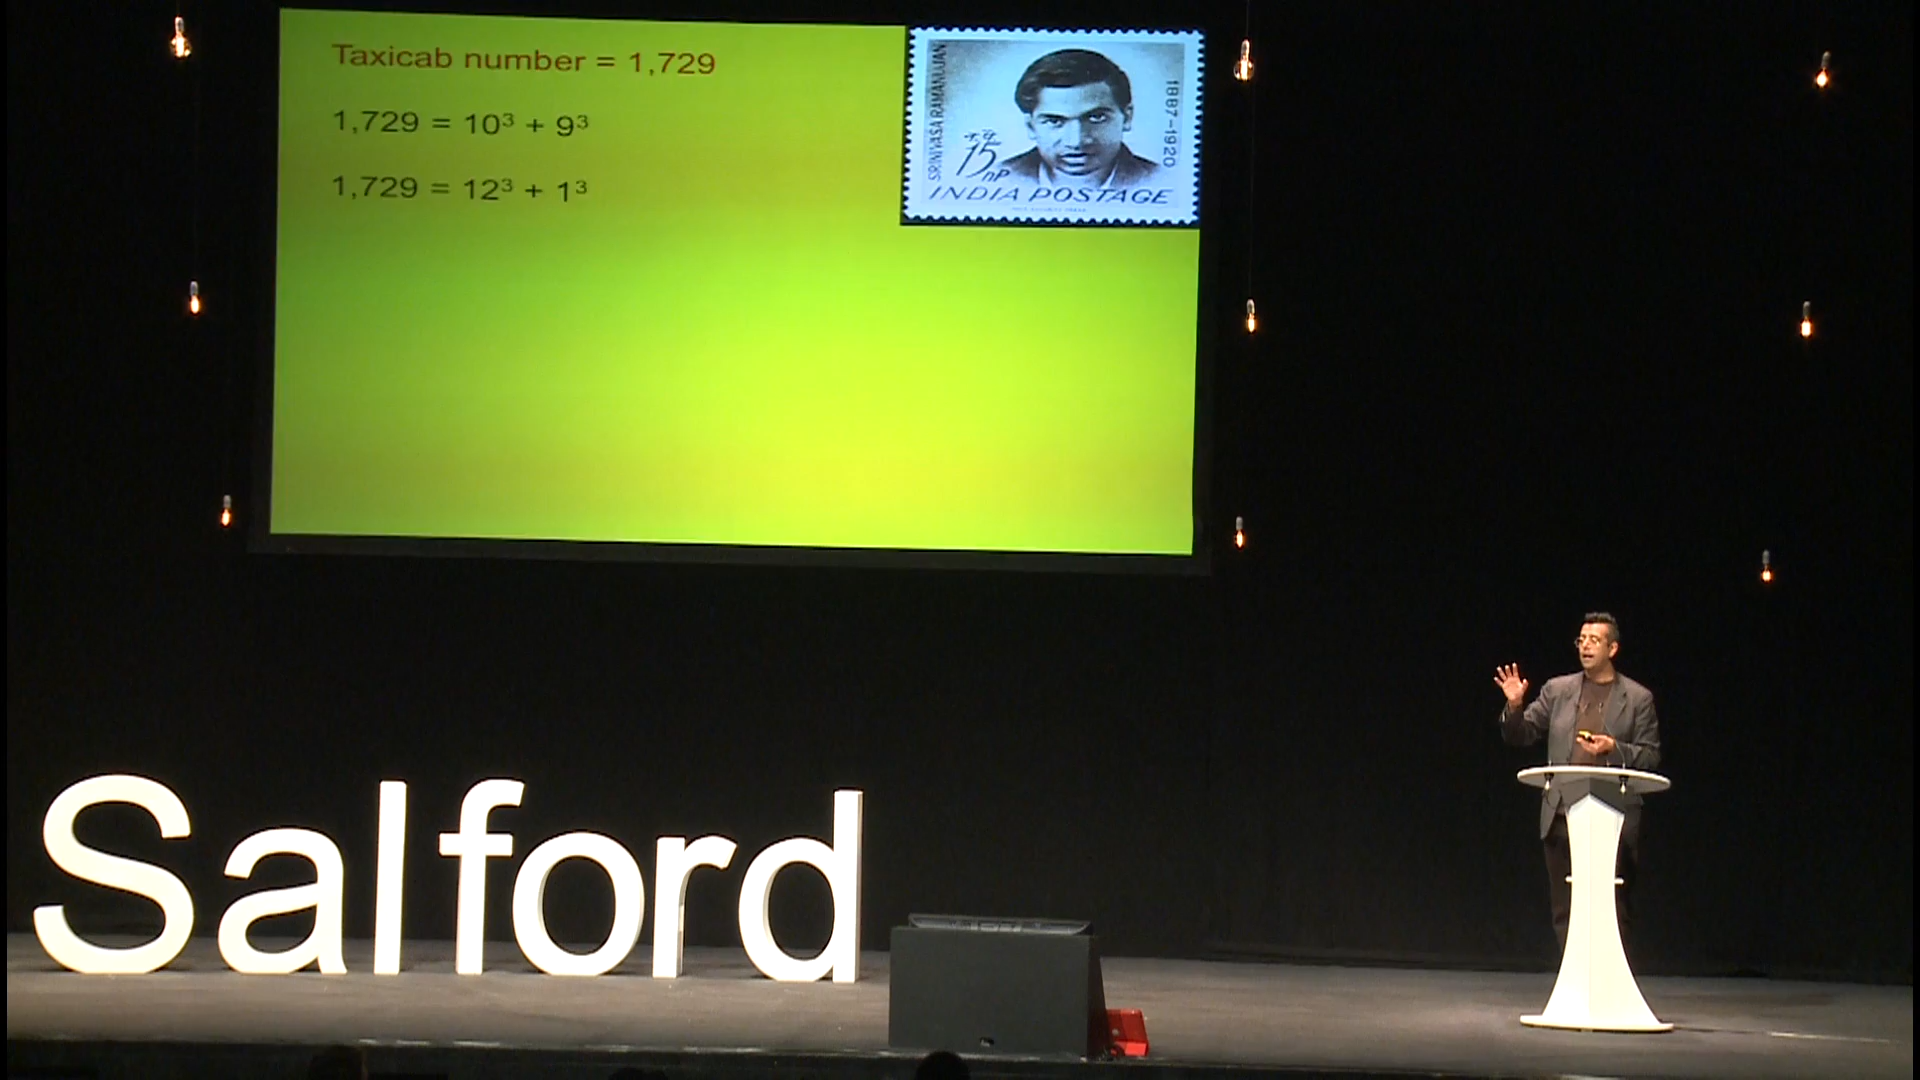 Taxicab number = 1,729
1,729 = 10³ + 9³
1,729 = 12³ + 1³
SRINIVASA RAMANUJAN
1887-1920
न.पै.
15
nP
INDIA POSTAGE
Salford